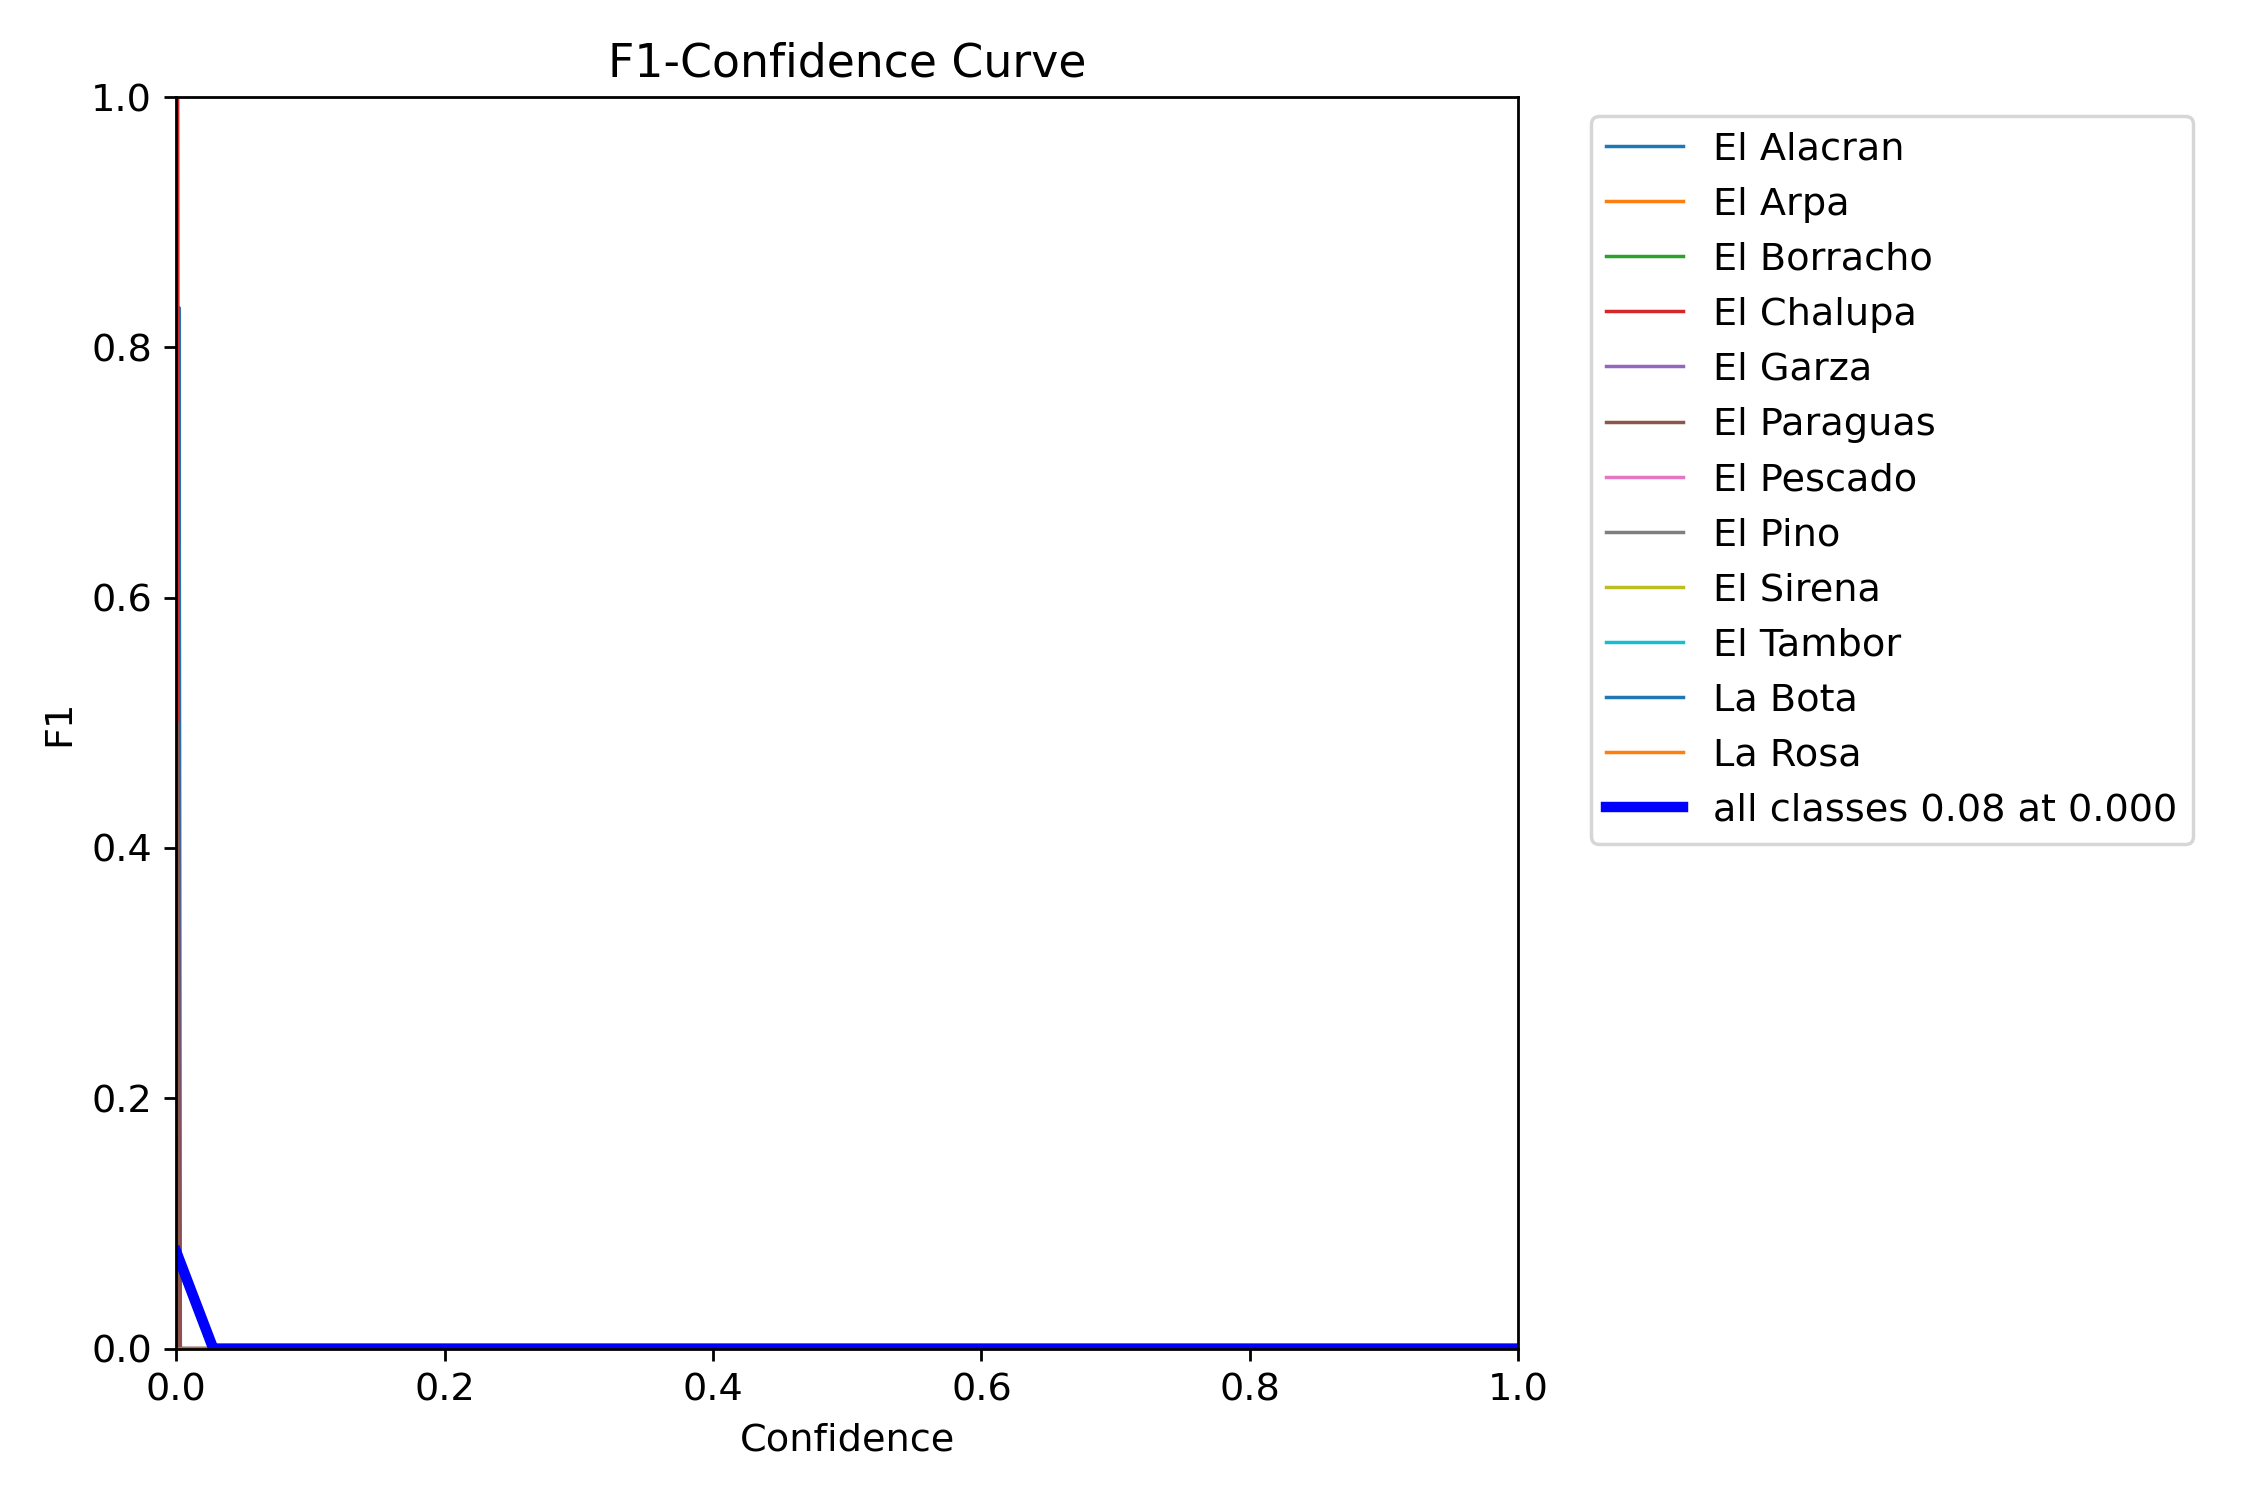 F1-Confidence Curve
1.0
0.8
0.6
0.4
0.2
0.0
F1
0.0 0.2 0.4 0.6 0.8 1.0
Confidence
El Alacran
El Arpa
El Borracho
El Chalupa
El Garza
El Paraguas
El Pescado
El Pino
El Sirena
El Tambor
La Bota
La Rosa
all classes 0.08 at 0.000